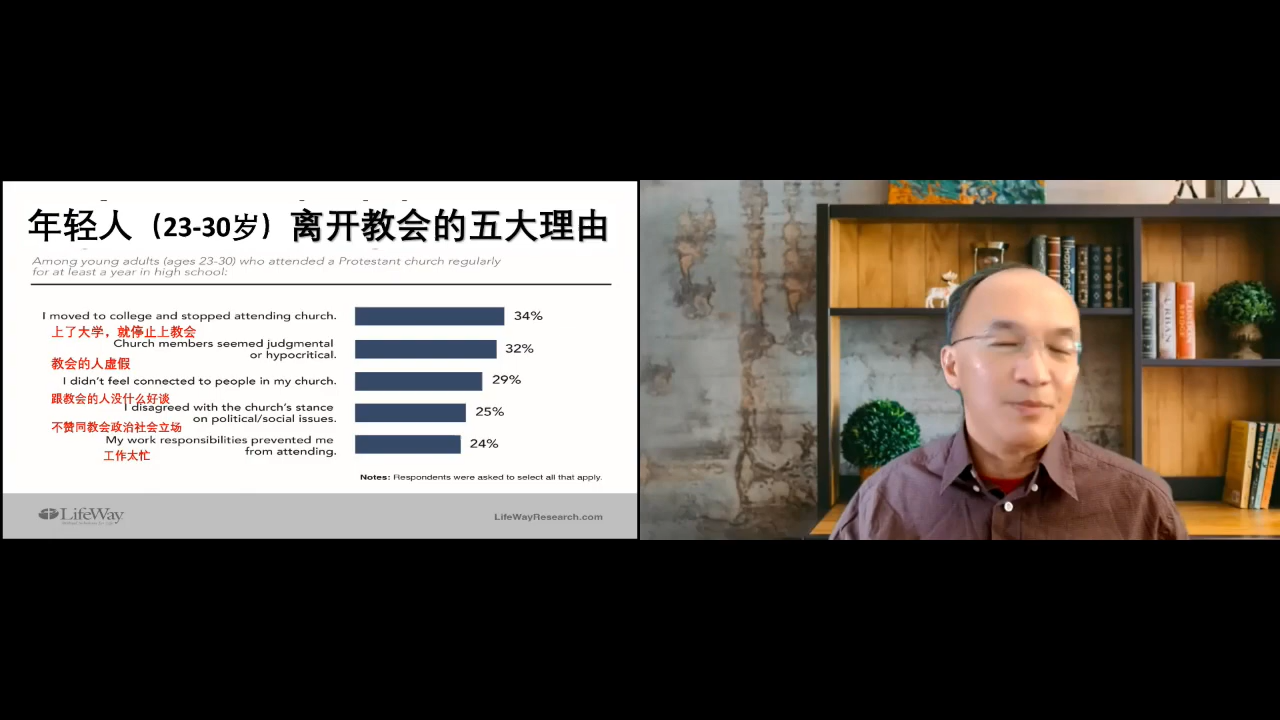 年轻人（23-30岁）离开教会的五大理由
Among young adults (ages 23-30) who attended a Protestant church regularly
for at least a year in high school:
I moved to college and stopped attending church.
34%
上了大学，就停止上教会
Church members seemed judgmental
or hypocritical.
32%
教会的人虚假
I didn't feel connected to people in my church.
29%
跟教会的人没什么好谈
I disagreed with the church's stance
on political/social issues.
25%
不赞同教会政治社会立场
My work responsibilities prevented me
from attending.
24%
工作太忙
Notes: Respondents were asked to select all that apply.
LifeWay
LifeWayResearch.com